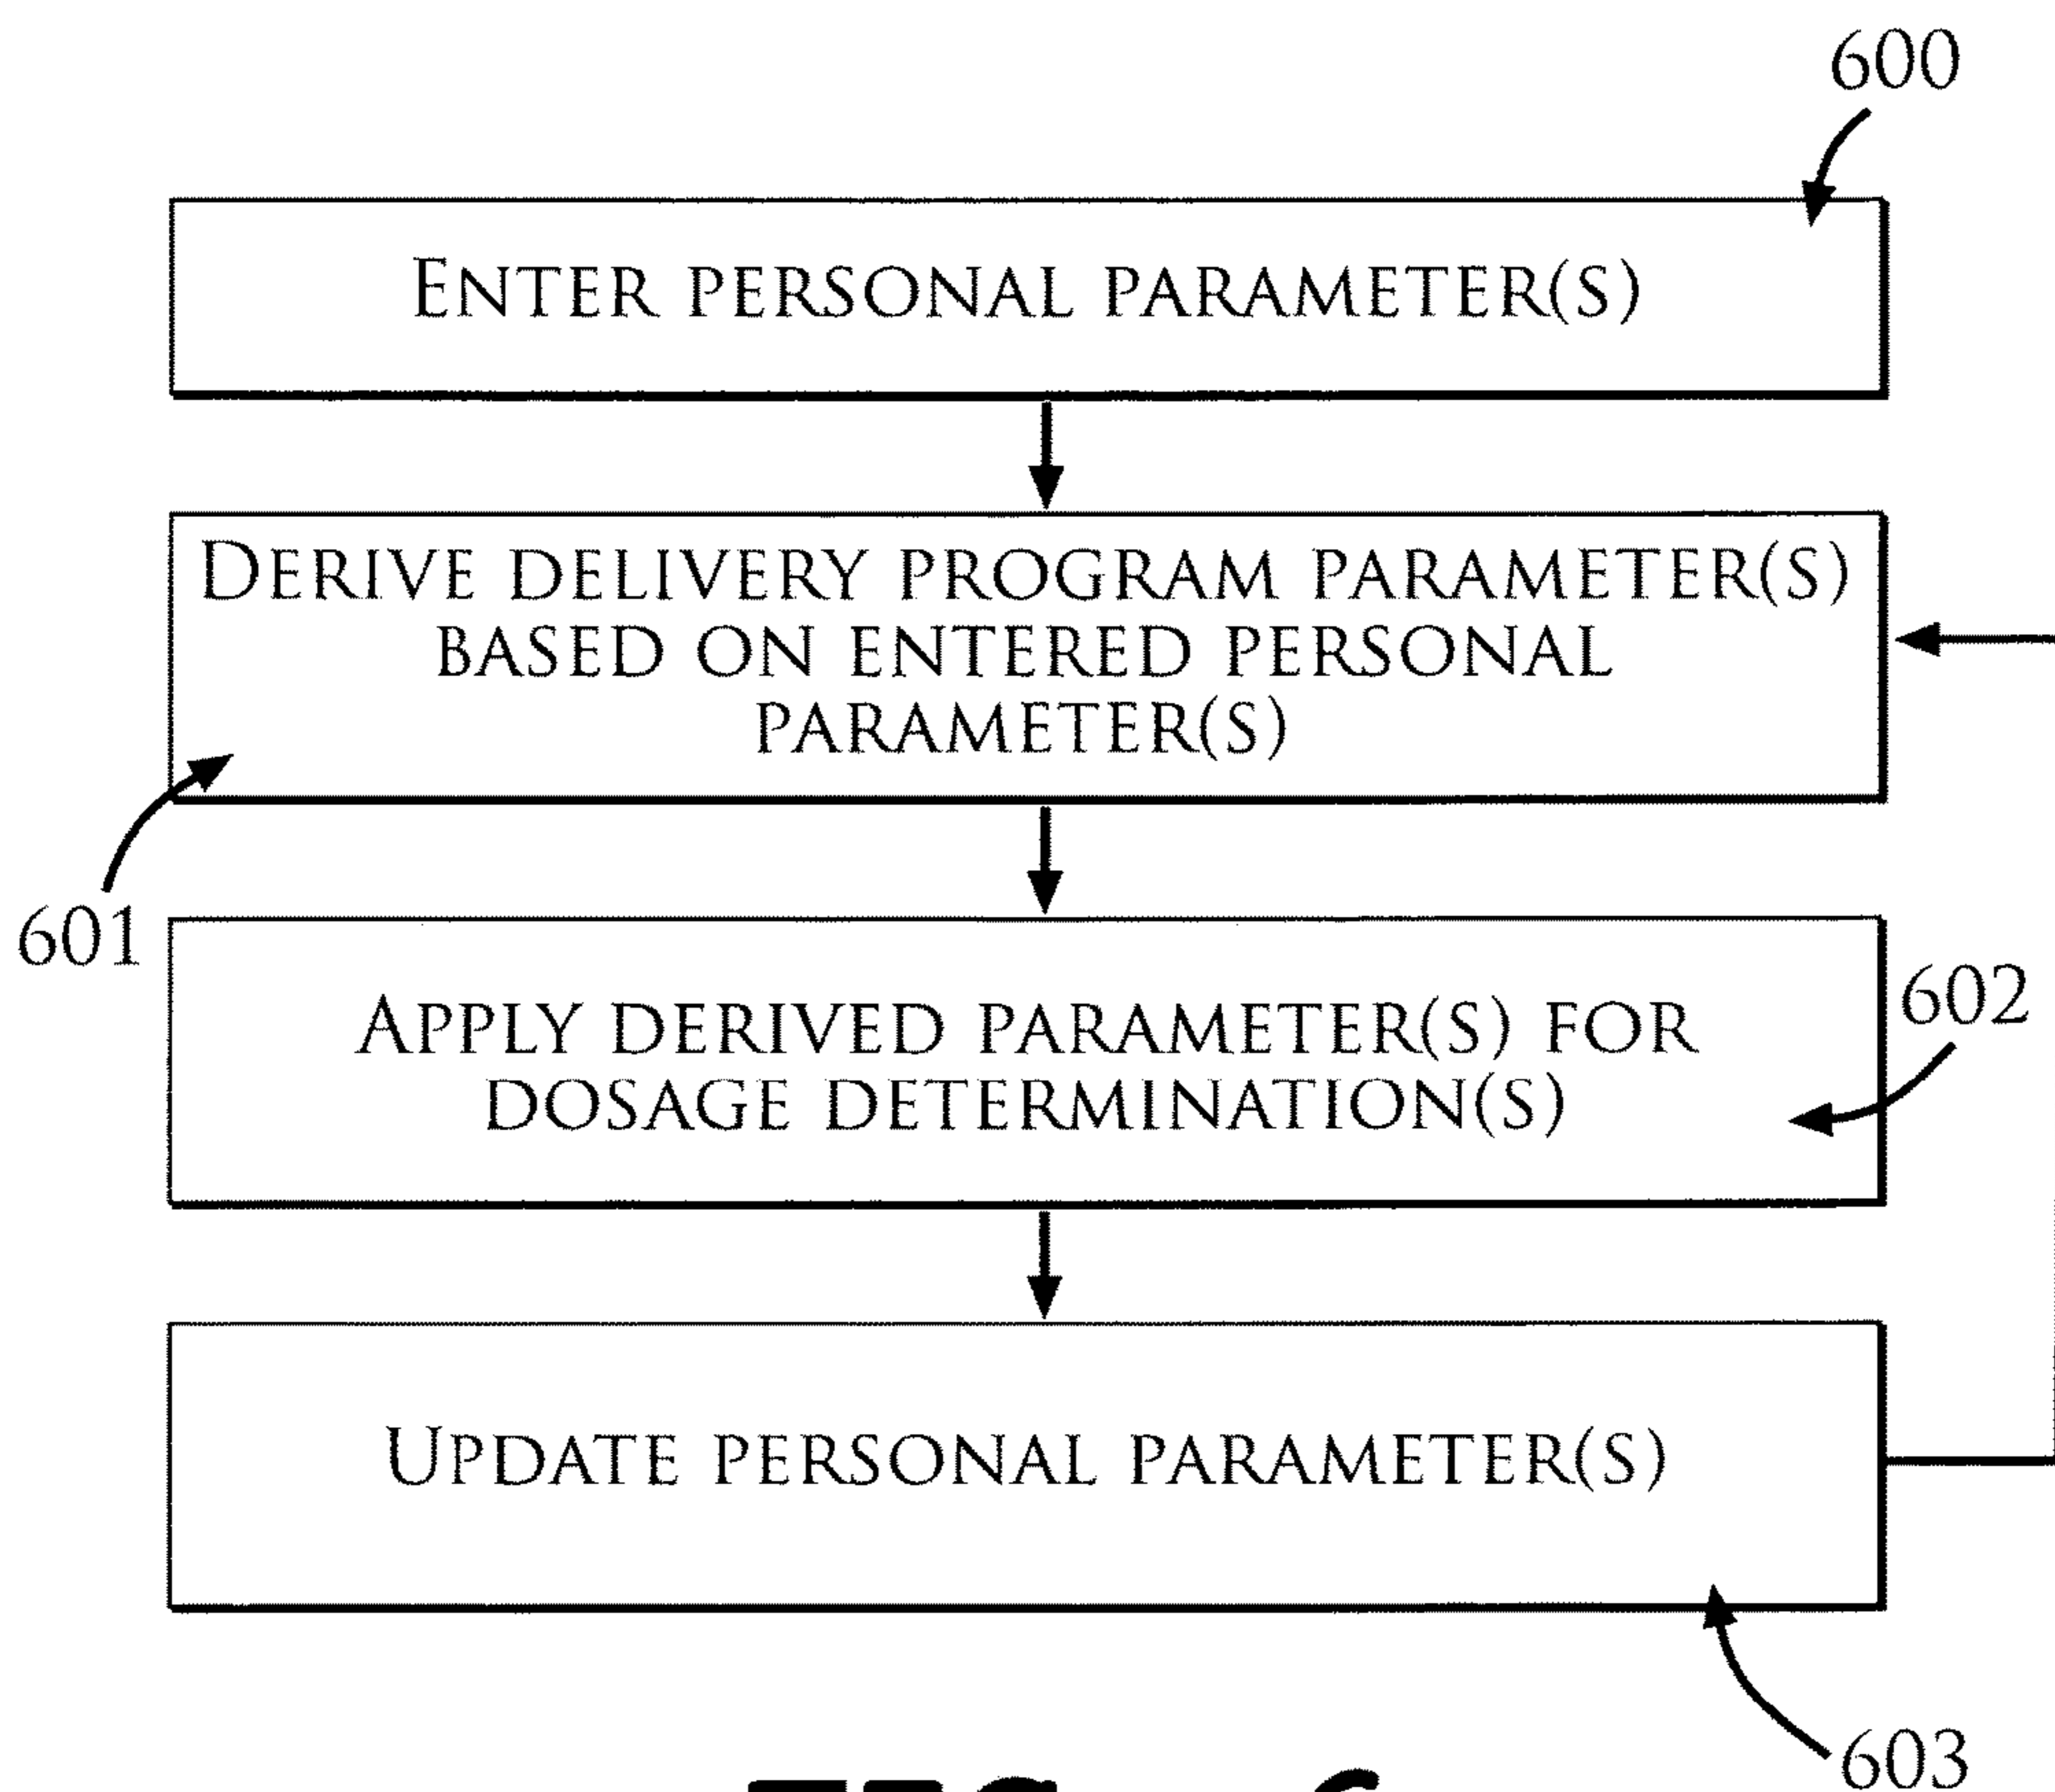 600
ENTER PERSONAL PARAMETER(S)
DERIVE DELIVERY PROGRAM PARAMETER(S)
BASED ON ENTERED PERSONAL
PARAMETER(S)
601
APPLY DERIVED PARAMETER(S) FOR
DOSAGE DETERMINATION(S)
602
UPDATE PERSONAL PARAMETER(S)
603